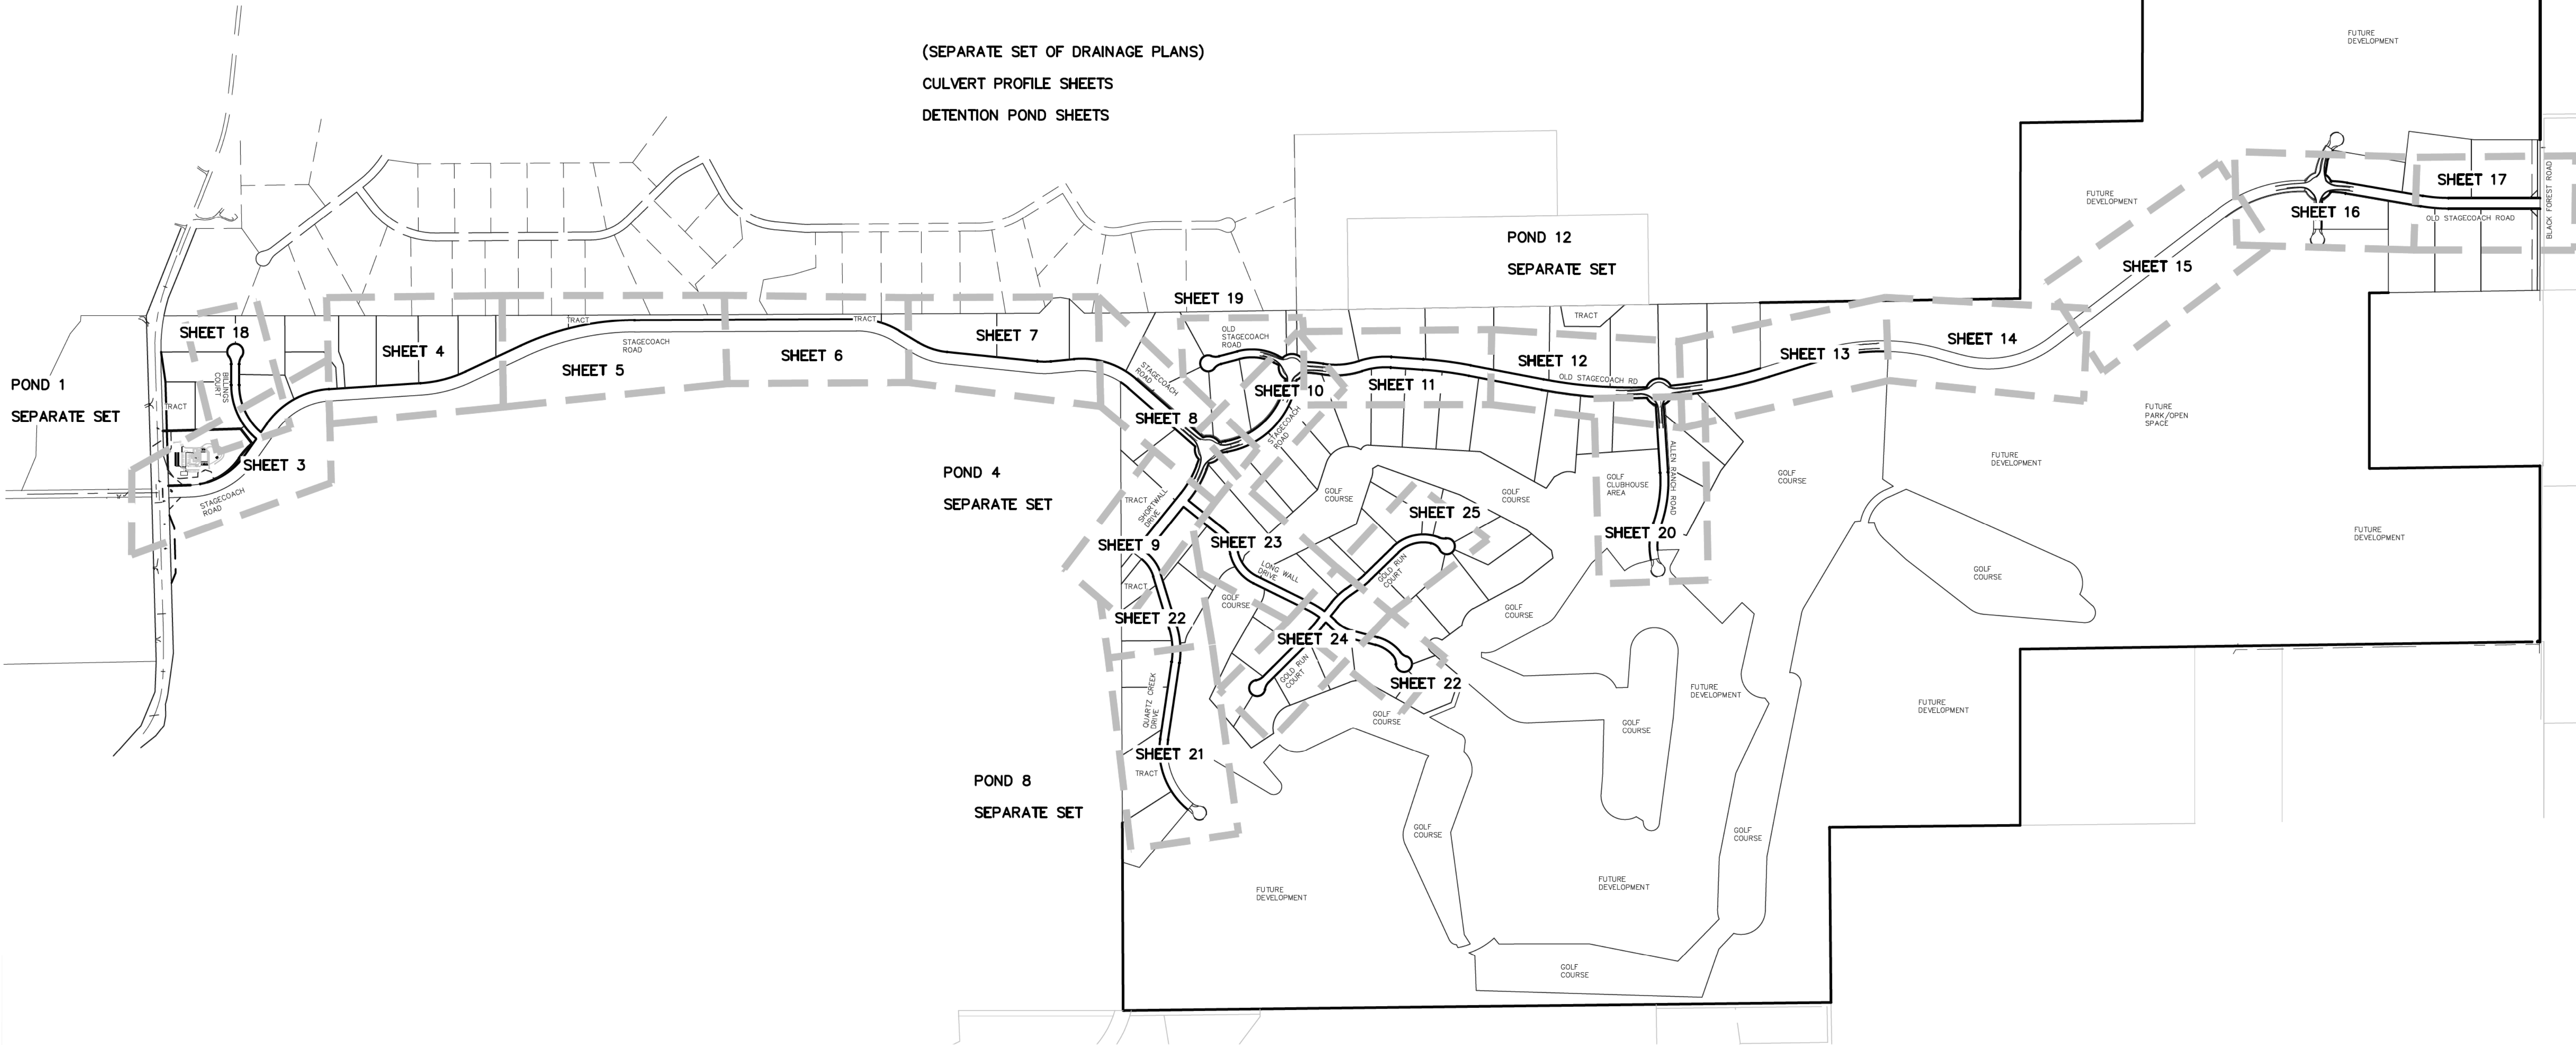 (SEPARATE SET OF DRAINAGE PLANS)
CULVERT PROFILE SHEETS
DETENTION POND SHEETS
FUTURE
DEVELOPMENT
FUTURE
DEVELOPMENT
SHEET 17
OLD STAGECOACH ROAD
BLACK FOREST ROAD
SHEET 16
SHEET 15
POND 12
SEPARATE SET
SHEET 19
SHEET 18
BILLINGS
COURT
TRACT
POND 1
SEPARATE SET
SHEET 3
STAGECOACH
ROAD
SHEET 4
TRACT
STAGECOACH
ROAD
SHEET 5
SHEET 6
TRACT
SHEET 7
OLD
STAGECOACH
ROAD
STAGECOACH
ROAD
SHEET 8
SHEET 10
STAGECOACH
ROAD
SHEET 11
TRACT
SHEET 12
OLD STAGECOACH RD
SHEET 13
SHEET 14
FUTURE
PARK/OPEN
SPACE
FUTURE
DEVELOPMENT
FUTURE
DEVELOPMENT
POND 4
SEPARATE SET
TRACT
SHORTWALL
DRIVE
SHEET 9
TRACT
SHEET 22
SHEET 23
LONG WALL
DRIVE
GOLF
COURSE
GOLF
COURSE
GOLF
COURSE
SHEET 25
GOLD RUN
COURT
GOLF
CLUBHOUSE
AREA
ALLEN RANCH ROAD
SHEET 20
GOLF
COURSE
GOLF
COURSE
GOLF
COURSE
SHEET 24
GOLD RUN
COURT
SHEET 22
GOLF
COURSE
QUARTZ CREEK
DRIVE
SHEET 21
TRACT
POND 8
SEPARATE SET
FUTURE
DEVELOPMENT
GOLF
COURSE
FUTURE
DEVELOPMENT
GOLF
COURSE
GOLF
COURSE
FUTURE
DEVELOPMENT
FUTURE
DEVELOPMENT
GOLF
COURSE